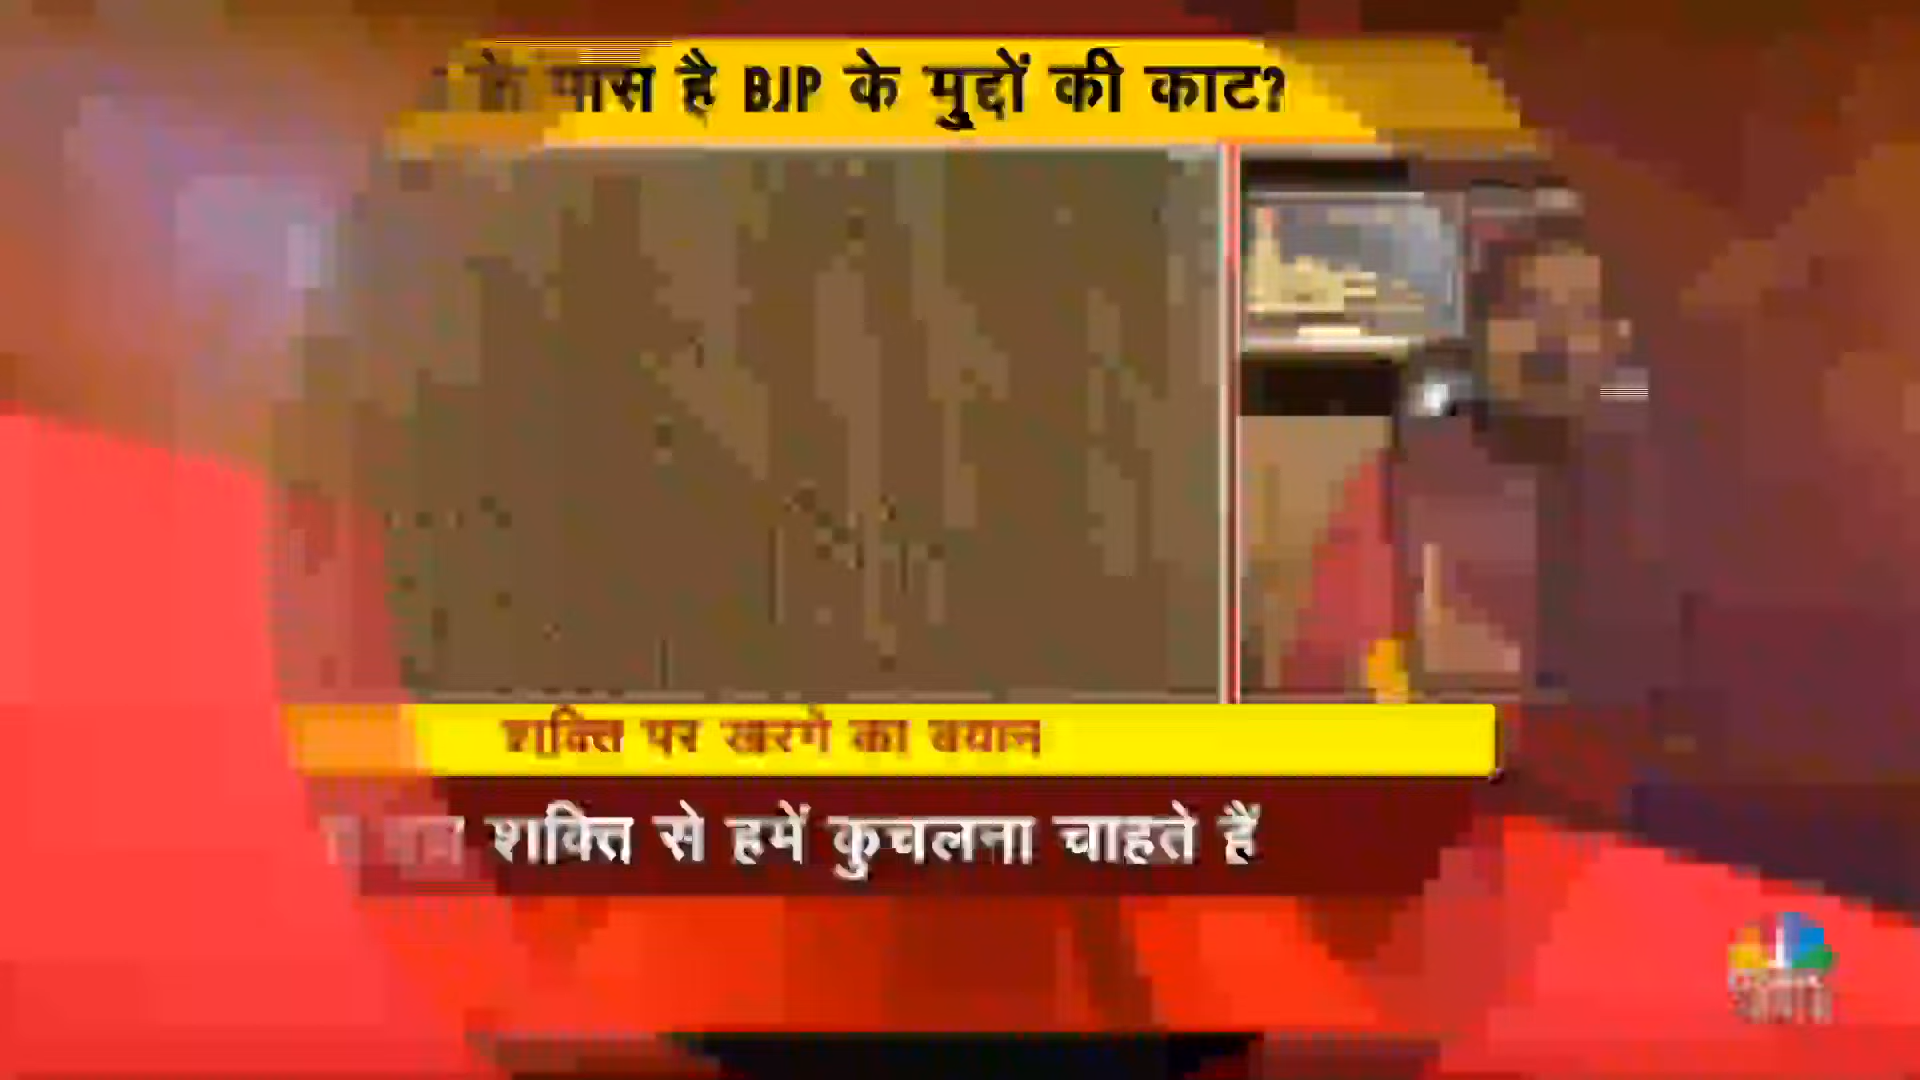 के पास है BJP के मुद्दों की काट?
शक्ति पर खरगे का बयान
शक्ति से हमें कुचलना चाहते हैं